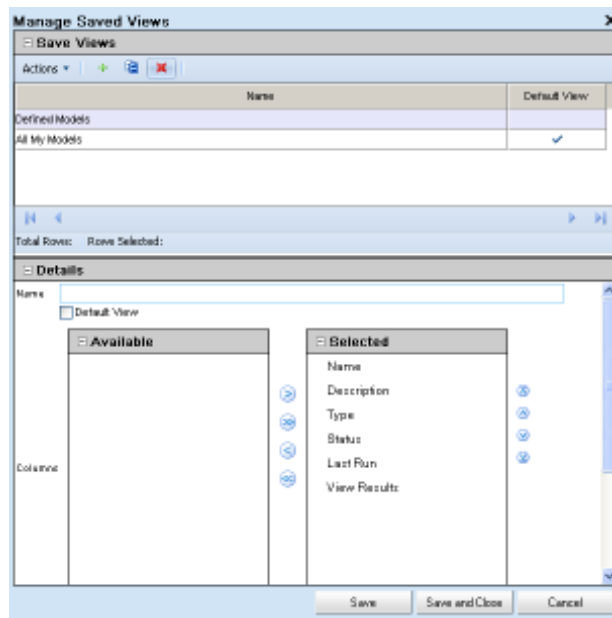 Manage Saved Views
Save Views
Actions
Name Default View
Defined Models
All My Models
Total Rows: Rows Selected:
Details
Name
Default View
Available
Selected
Name
Description
Type
Status
Last Run
View Results
Columns
Save Save and Close Cancel